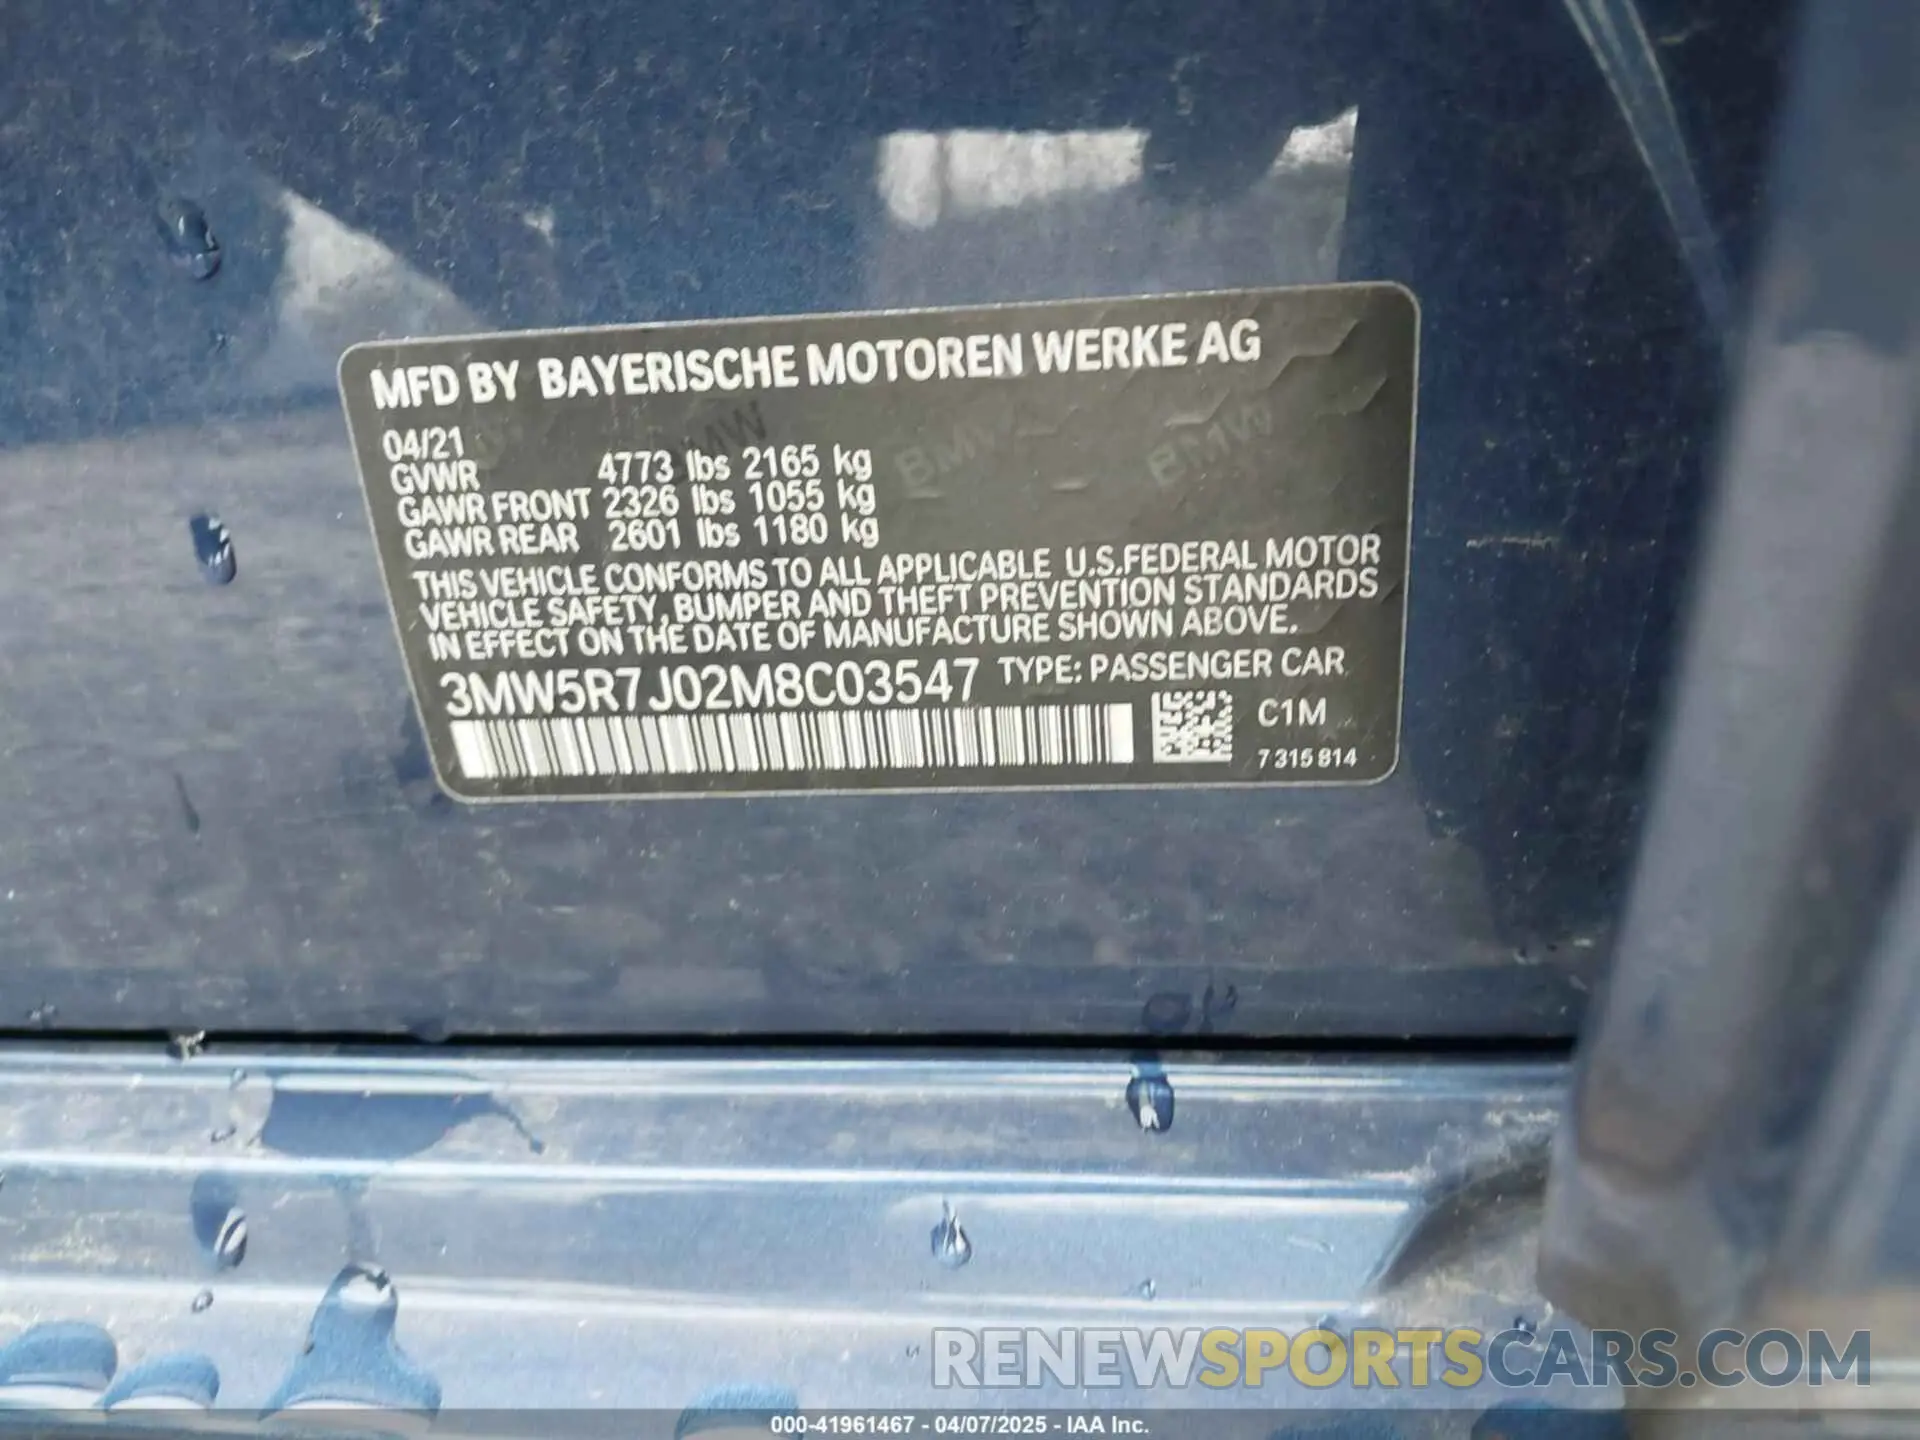 MFD BY BAYERISCHE MOTOREN WERKE AG
04/21
GVWR 4773 lbs 2165 kg
GAWR FRONT 2326 lbs 1055 kg
GAWR REAR 2601 lbs 1180 kg
THIS VEHICLE CONFORMS TO ALL APPLICABLE U.S.FEDERAL MOTOR
VEHICLE SAFETY, BUMPER AND THEFT PREVENTION STANDARDS
IN EFFECT ON THE DATE OF MANUFACTURE SHOWN ABOVE.
3MW5R7J02M8C03547 TYPE: PASSENGER CAR
C1M
7 315 814
BMW BMW BMW
RENEWSPORTSCARS.COM
000-41961467 - 04/07/2025 - IAA Inc.